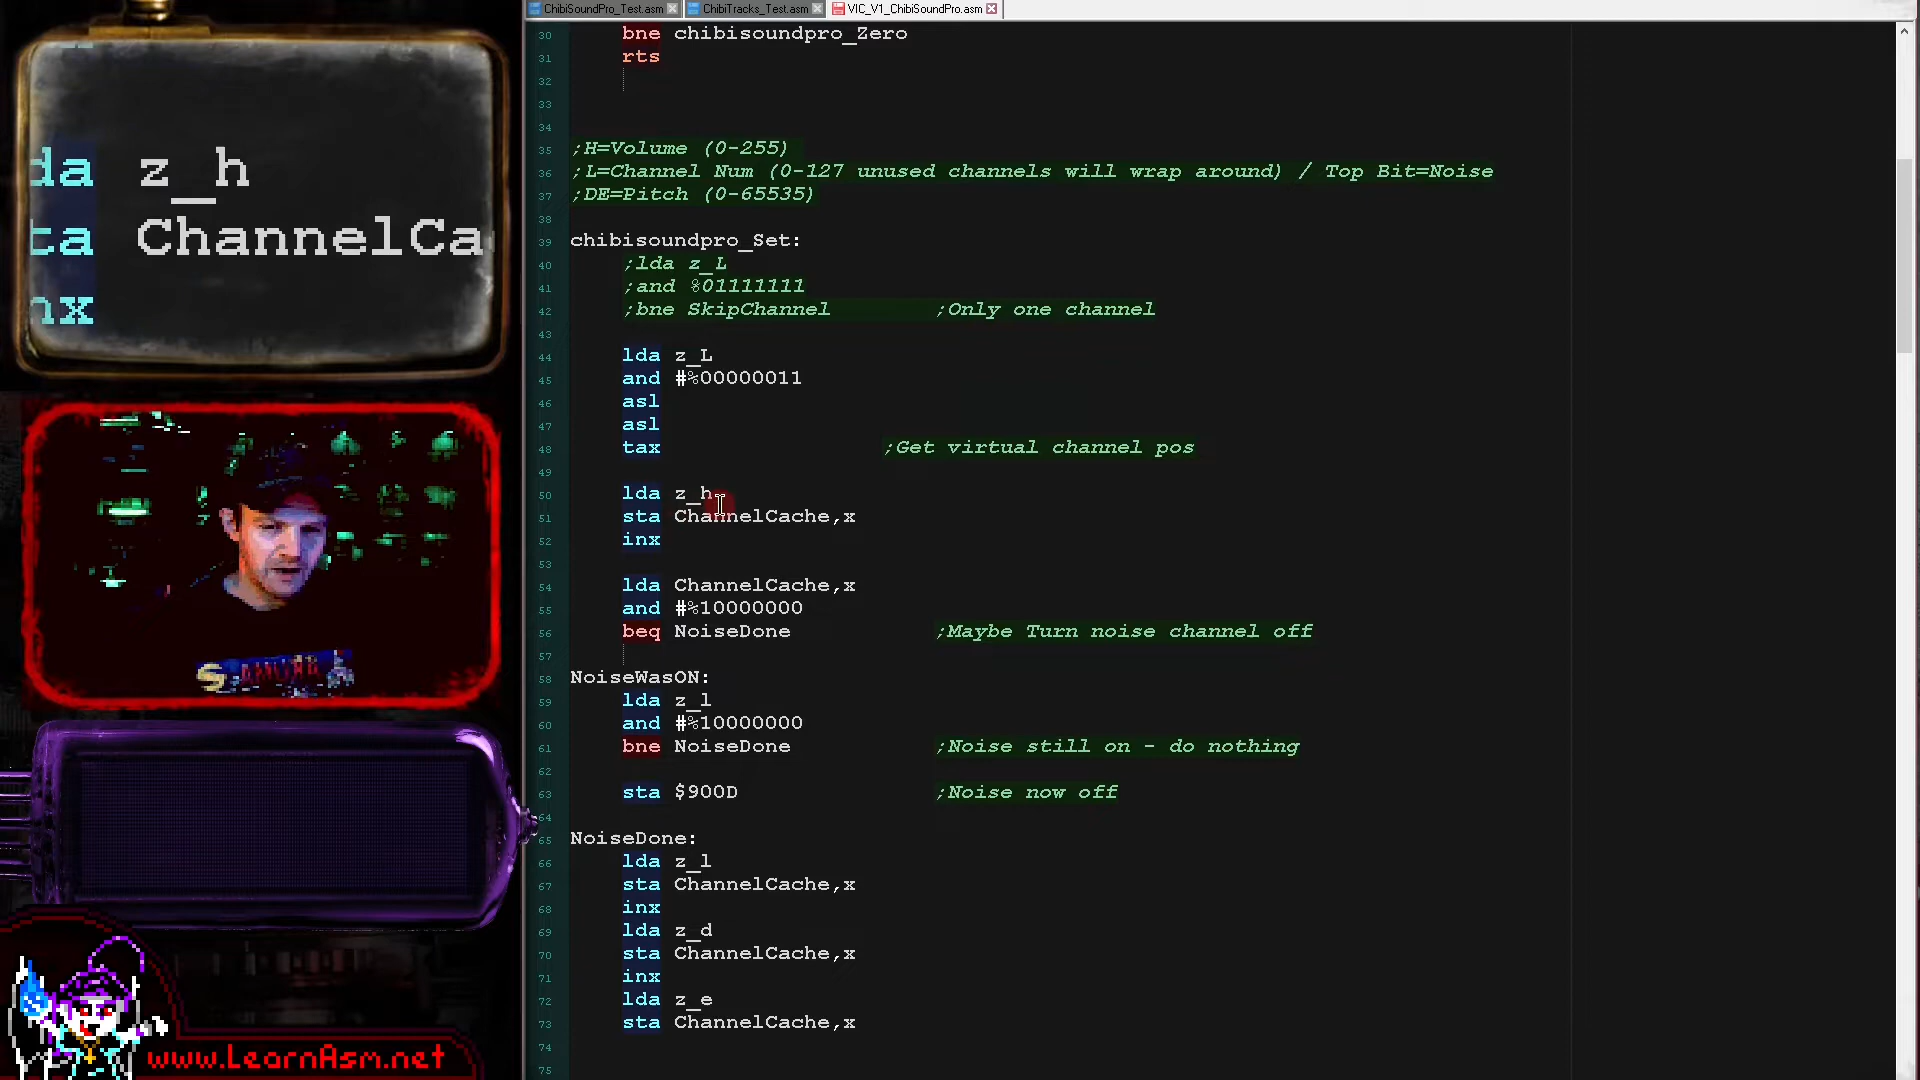 ChibiSoundPro_Test.asm ChibiTracks_Test.asm VIC_V1_ChibiSoundPro.asm
30 bne chibisoundpro_Zero
31 rts
32
33
34
35 ;H=Volume (0-255)
36 ;L=Channel Num (0-127 unused channels will wrap around) / Top Bit=Noise
37 ;DE=Pitch (0-65535)
38
39 chibisoundpro_Set:
40 ;lda z_L
41 ;and %01111111
42 ;bne SkipChannel ;Only one channel
43
44 lda z_L
45 and #%00000011
46 asl
47 asl
48 tax ;Get virtual channel pos
49
50 lda z_h
51 sta ChannelCache,x
52 inx
53
54 lda ChannelCache,x
55 and #%10000000
56 beq NoiseDone ;Maybe Turn noise channel off
57
58 NoiseWasON:
59 lda z_l
60 and #%10000000
61 bne NoiseDone ;Noise still on - do nothing
62
63 sta $900D ;Noise now off
64
65 NoiseDone:
66 lda z_l
67 sta ChannelCache,x
68 inx
69 lda z_d
70 sta ChannelCache,x
71 inx
72 lda z_e
73 sta ChannelCache,x
74
75
da z_h
ta ChannelCa
nx
www.LearnAsm.net